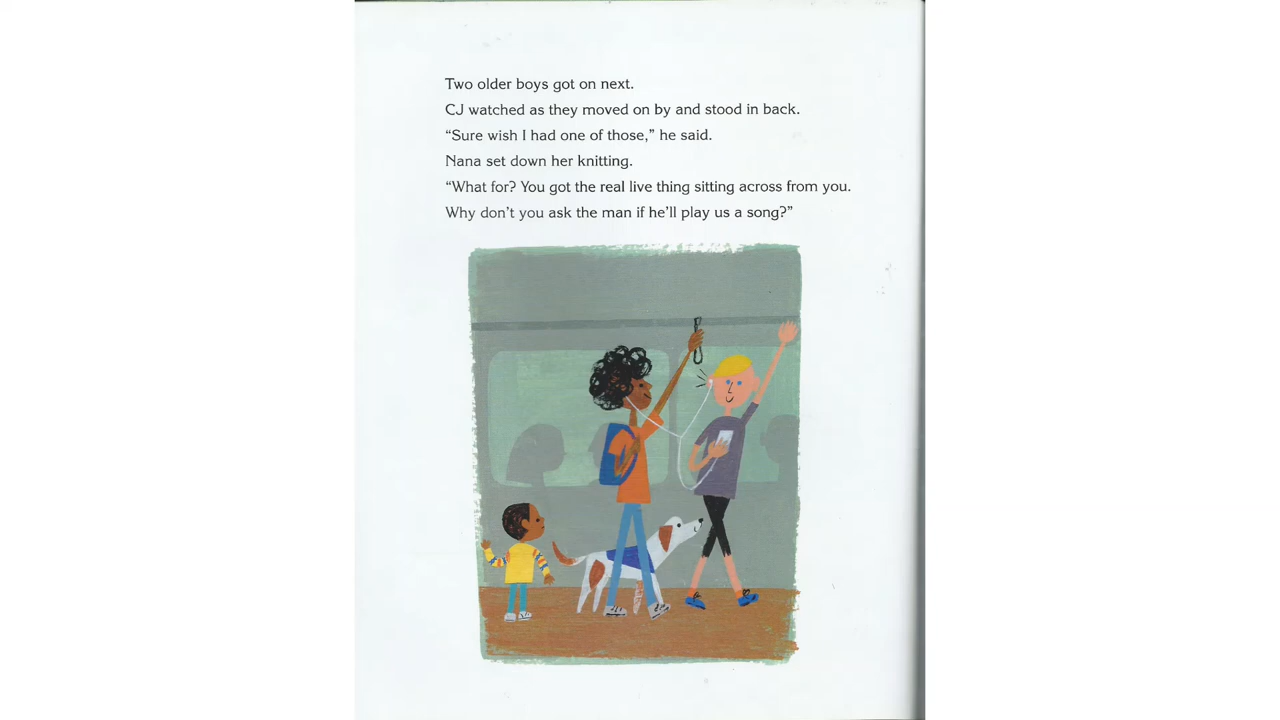 Two older boys got on next.
CJ watched as they moved on by and stood in back.
“Sure wish I had one of those,” he said.
Nana set down her knitting.
“What for? You got the real live thing sitting across from you.
Why don’t you ask the man if he’ll play us a song?”